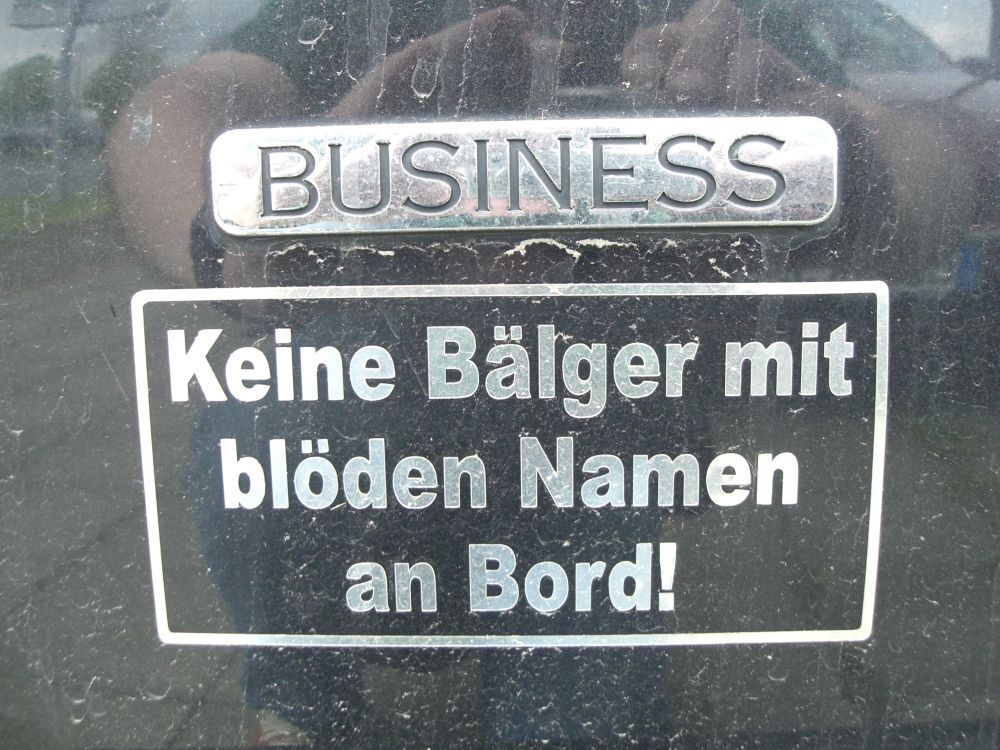 BUSINESS
Keine Bälger mit
blöden Namen
an Bord!